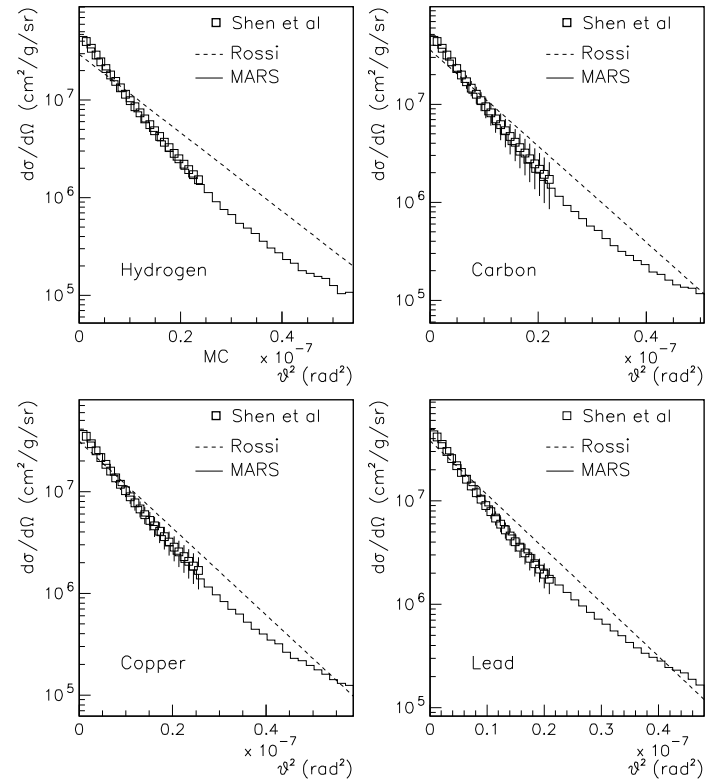 dσ/dΩ (cm²/g/sr)
10⁷
10⁶
10⁵
Shen et al
Rossi
MARS
Hydrogen
0 0.2 0.4
MC
x 10⁻⁷
ϑ² (rad²)
dσ/dΩ (cm²/g/sr)
10⁷
10⁶
10⁵
Shen et al
Rossi
MARS
Carbon
0 0.2 0.4
x 10⁻⁷
ϑ² (rad²)
dσ/dΩ (cm²/g/sr)
10⁷
10⁶
10⁵
Shen et al
Rossi
MARS
Copper
0 0.2 0.4
x 10⁻⁷
ϑ² (rad²)
dσ/dΩ (cm²/g/sr)
10⁷
10⁶
10⁵
Shen et al
Rossi
MARS
Lead
0 0.1 0.2 0.3 0.4
x 10⁻⁷
ϑ² (rad²)